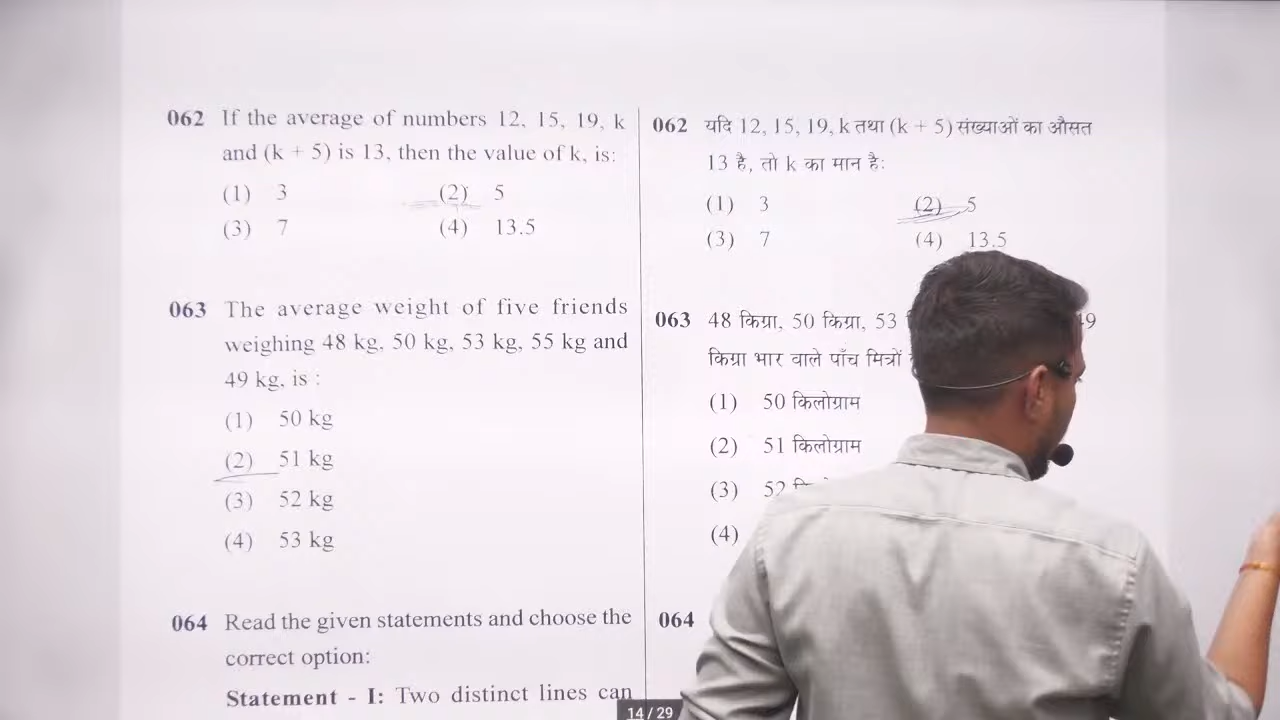 062 If the average of numbers 12, 15, 19, k
and (k + 5) is 13, then the value of k, is:
(1) 3 (2) 5
(3) 7 (4) 13.5
063 The average weight of five friends
weighing 48 kg, 50 kg, 53 kg, 55 kg and
49 kg, is :
(1) 50 kg
(2) 51 kg
(3) 52 kg
(4) 53 kg
064 Read the given statements and choose the
correct option:
Statement - I: Two distinct lines can
062 यदि 12, 15, 19, k तथा (k + 5) संख्याओं का औसत
13 है, तो k का मान है:
(1) 3 (2) 5
(3) 7 (4) 13.5
063 48 किग्रा, 50 किग्रा, 53
किग्रा भार वाले पाँच मित्रों
(1) 50 किलोग्राम
(2) 51 किलोग्राम
(3) 52
(4)
064
14 / 29